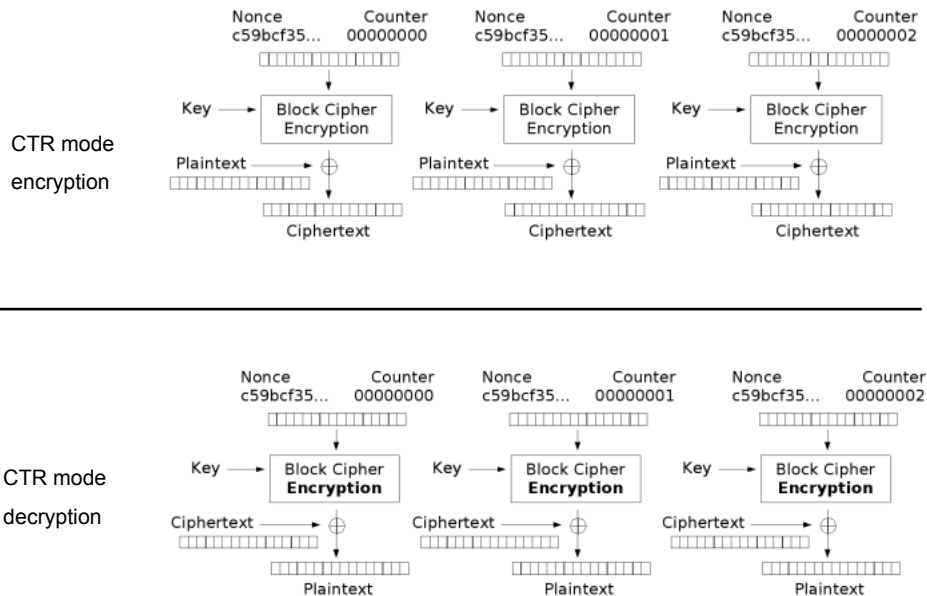 Nonce Counter Nonce Counter Nonce Counter
c59bcf35... 00000000 c59bcf35... 00000001 c59bcf35... 00000002
Key Block Cipher Encryption Key Block Cipher Encryption Key Block Cipher Encryption
CTR mode
encryption
Plaintext Plaintext Plaintext
Ciphertext Ciphertext Ciphertext
Nonce Counter Nonce Counter Nonce Counter
c59bcf35... 00000000 c59bcf35... 00000001 c59bcf35... 00000002
Key Block Cipher Encryption Key Block Cipher Encryption Key Block Cipher Encryption
CTR mode
decryption
Ciphertext Ciphertext Ciphertext
Plaintext Plaintext Plaintext